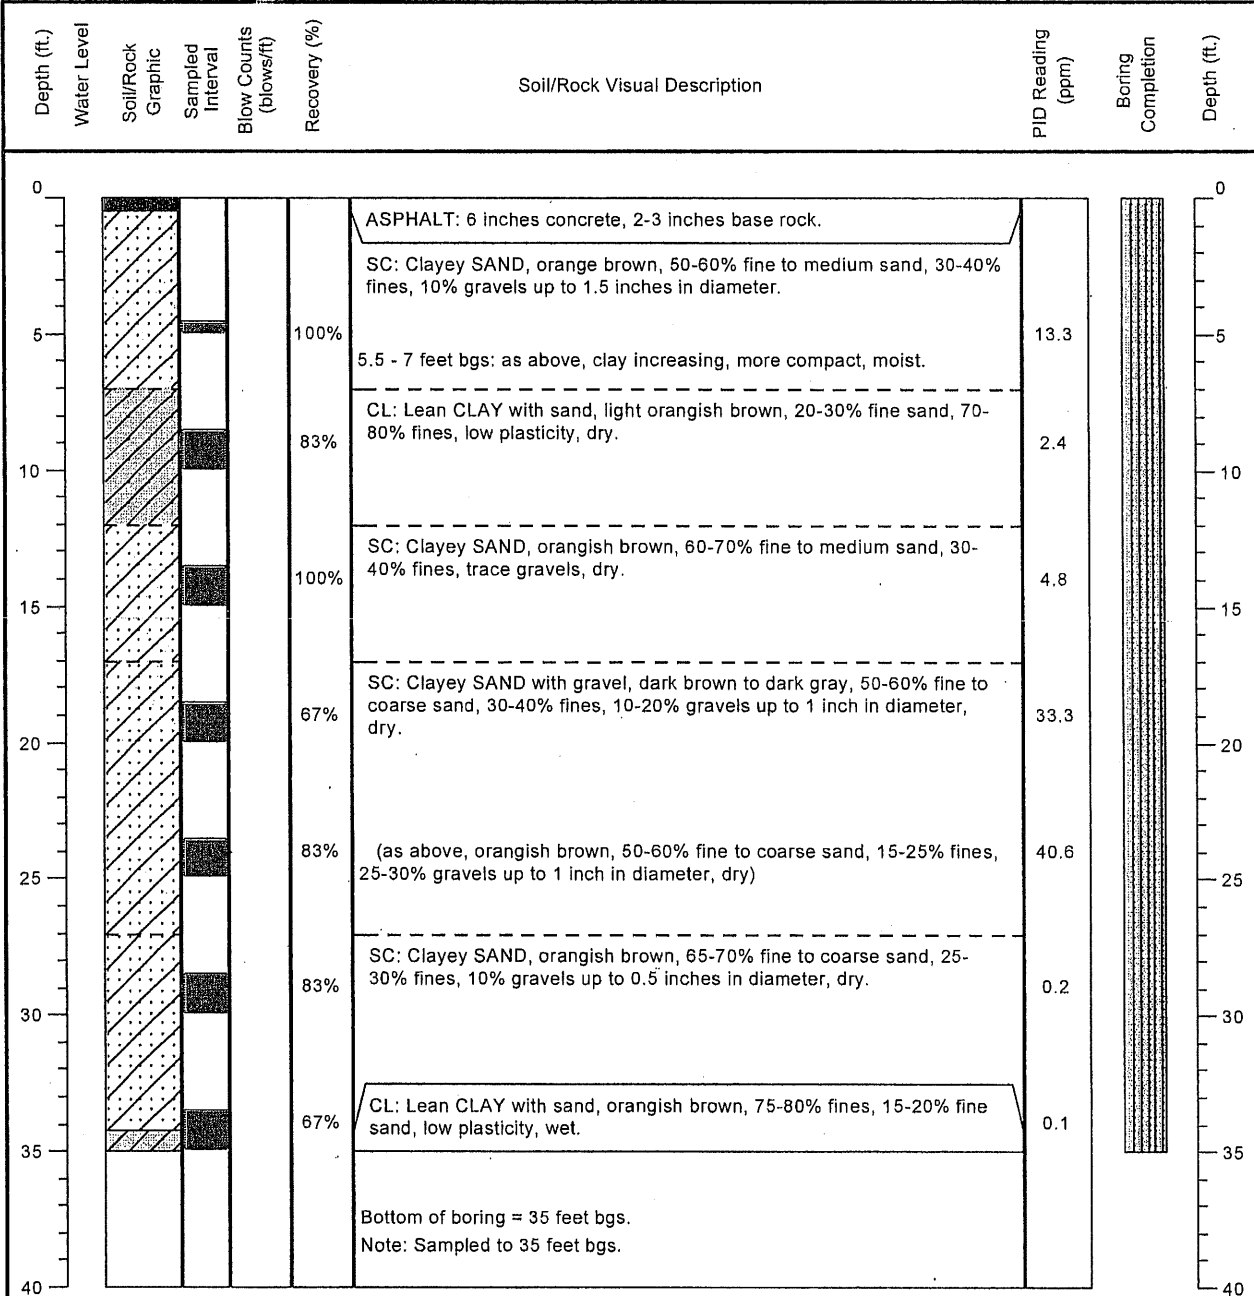 Depth (ft.)
Water Level
Soil/Rock
Graphic
Sampled
Interval
Blow Counts
(blows/ft)
Recovery (%)
Soil/Rock Visual Description
PID Reading
(ppm)
Boring
Completion
Depth (ft.)
0
0
ASPHALT: 6 inches concrete, 2-3 inches base rock.
SC: Clayey SAND, orange brown, 50-60% fine to medium sand, 30-40%
fines, 10% gravels up to 1.5 inches in diameter.
5
100%
13.3
5
5.5 - 7 feet bgs: as above, clay increasing, more compact, moist.
CL: Lean CLAY with sand, light orangish brown, 20-30% fine sand, 70-
80% fines, low plasticity, dry.
83%
2.4
10
10
SC: Clayey SAND, orangish brown, 60-70% fine to medium sand, 30-
40% fines, trace gravels, dry.
100%
4.8
15
15
SC: Clayey SAND with gravel, dark brown to dark gray, 50-60% fine to
coarse sand, 30-40% fines, 10-20% gravels up to 1 inch in diameter,
dry.
67%
33.3
20
20
83%
(as above, orangish brown, 50-60% fine to coarse sand, 15-25% fines,
25-30% gravels up to 1 inch in diameter, dry)
40.6
25
25
SC: Clayey SAND, orangish brown, 65-70% fine to coarse sand, 25-
30% fines, 10% gravels up to 0.5 inches in diameter, dry.
83%
0.2
30
30
CL: Lean CLAY with sand, orangish brown, 75-80% fines, 15-20% fine
sand, low plasticity, wet.
67%
0.1
35
35
Bottom of boring = 35 feet bgs.
Note: Sampled to 35 feet bgs.
40
40